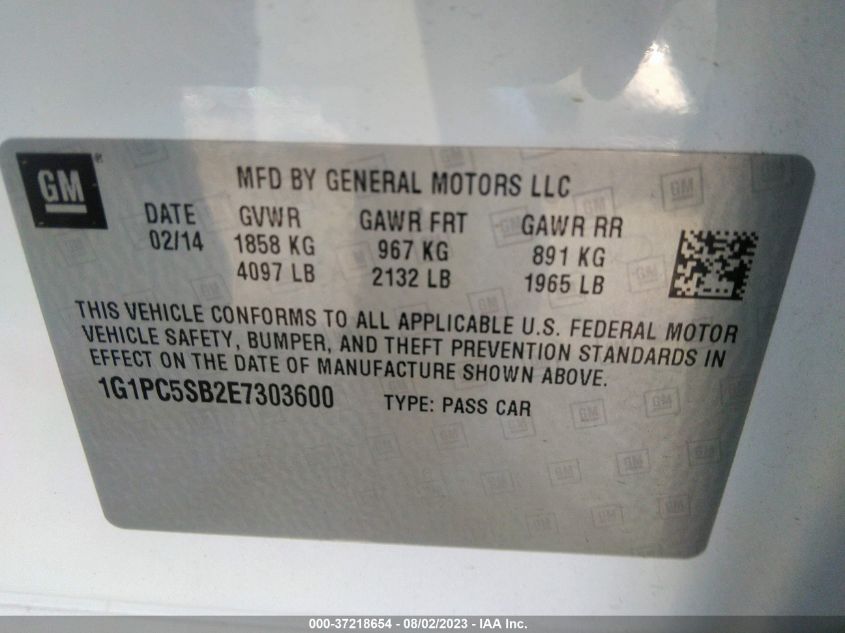 GM®
MFD BY GENERAL MOTORS LLC
DATE GVWR GAWR FRT GAWR RR
02/14 1858 KG 967 KG 891 KG
4097 LB 2132 LB 1965 LB
THIS VEHICLE CONFORMS TO ALL APPLICABLE U.S. FEDERAL MOTOR
VEHICLE SAFETY, BUMPER, AND THEFT PREVENTION STANDARDS IN
EFFECT ON THE DATE OF MANUFACTURE SHOWN ABOVE.
1G1PC5SB2E7303600 TYPE: PASS CAR
000-37218654 - 08/02/2023 - IAA Inc.